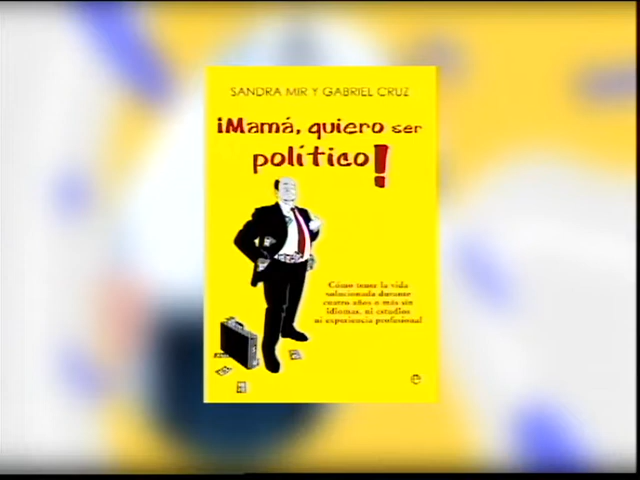 SANDRA MIR Y GABRIEL CRUZ
¡Mamá, quiero ser
político!
Cómo tener la vida
solucionada durante
cuatro años o más sin
idiomas, ni estudios
ni experiencia profesional